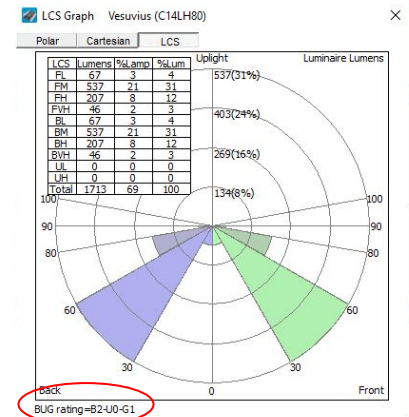 LCS Graph Vesuvius (C14LH80)
Polar Cartesian LCS
Uplight Luminaire Lumens
LCS Lumens %Lamp %Lum
FL 67 3 4
FM 537 21 31
FH 207 8 12
FVH 46 2 3
BL 67 3 4
BM 537 21 31
BH 207 8 12
BVH 46 2 3
UL 0 0 0
UH 0 0 0
Total 1713 69 100
537(31%)
403(24%)
269(16%)
134(8%)
100 100
90 90
80 80
60 60
30 30
Back 0 Front
BUG rating=B2-U0-G1